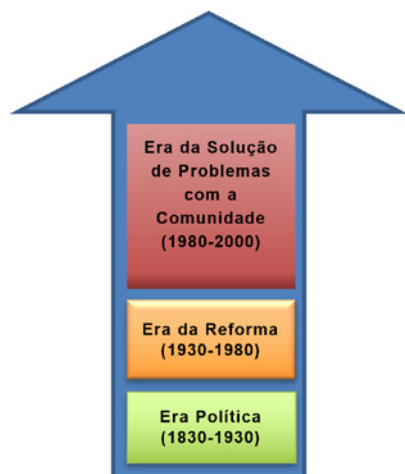 Era da Solução
de Problemas
com a
Comunidade
(1980-2000)
Era da Reforma
(1930-1980)
Era Política
(1830-1930)